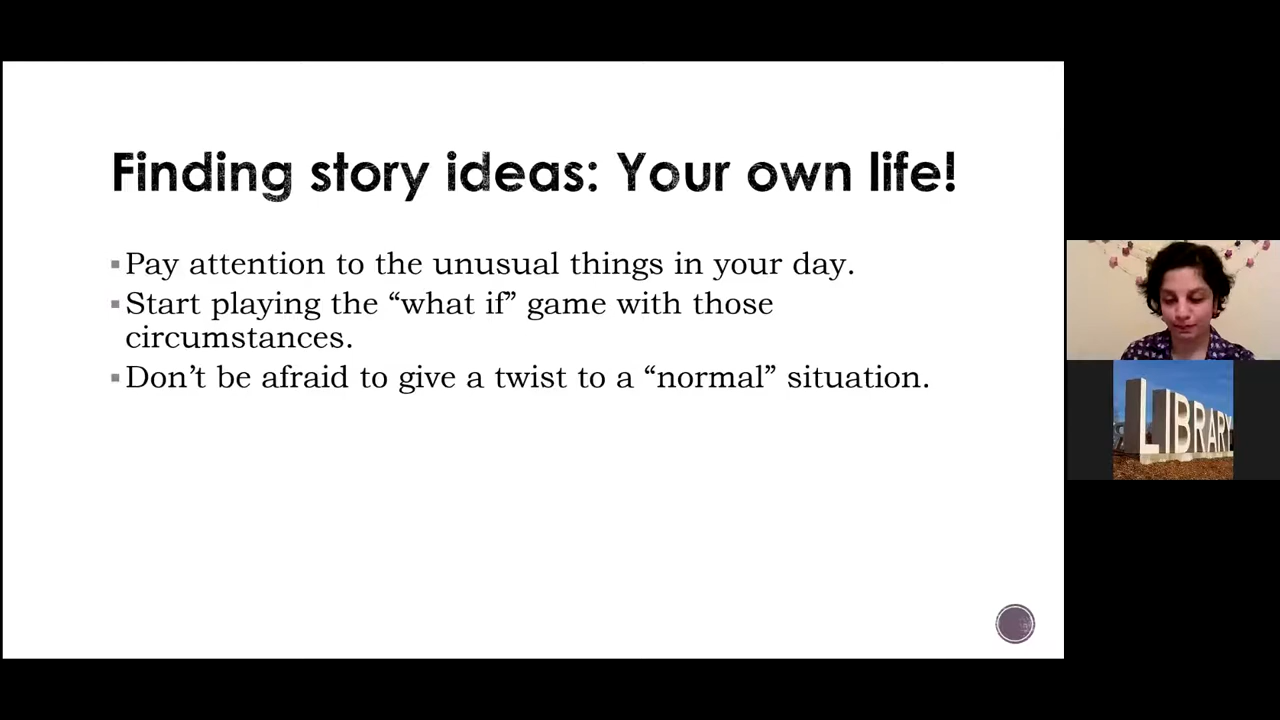 Finding story ideas: Your own life!
Pay attention to the unusual things in your day.
Start playing the “what if” game with those
circumstances.
Don’t be afraid to give a twist to a “normal” situation.
LIBRARY